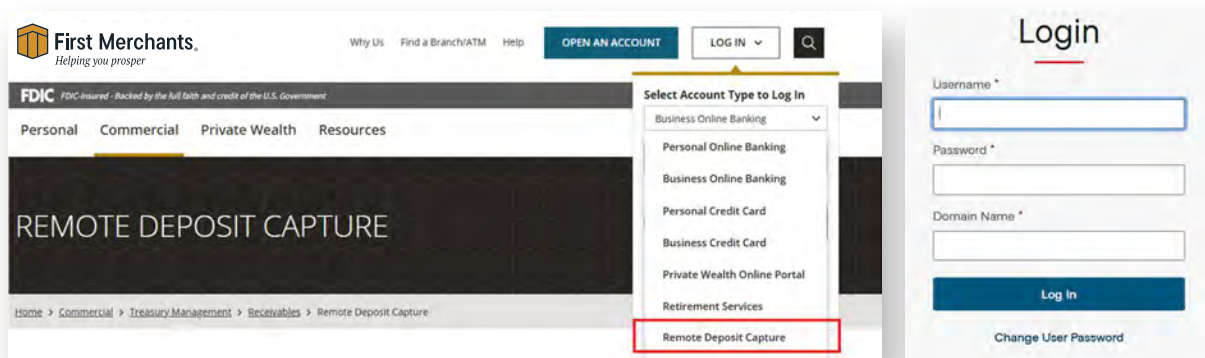 First Merchants®
Helping you prosper
Why Us Find a Branch/ATM Help OPEN AN ACCOUNT LOG IN
FDIC FDIC-Insured - Backed by the full faith and credit of the U.S. Government
Personal Commercial Private Wealth Resources
REMOTE DEPOSIT CAPTURE
Home > Commercial > Treasury Management > Receivables > Remote Deposit Capture
Select Account Type to Log In
Business Online Banking
Personal Online Banking
Business Online Banking
Personal Credit Card
Business Credit Card
Private Wealth Online Portal
Retirement Services
Remote Deposit Capture
Login
Username *
Password *
Domain Name *
Log In
Change User Password